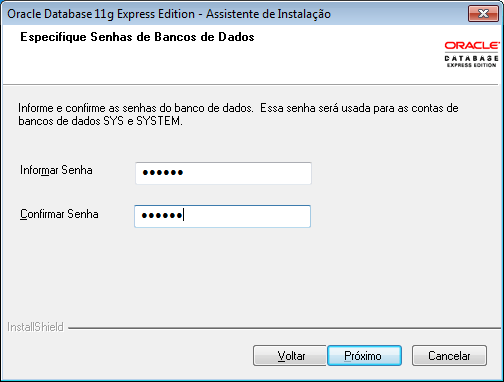 Oracle Database 11g Express Edition - Assistente de Instalação
Especifique Senhas de Bancos de Dados
ORACLE
DATABASE
EXPRESS EDITION
Informe e confirme as senhas do banco de dados. Essa senha será usada para as contas de
bancos de dados SYS e SYSTEM.
Informar Senha
••••••
Confirmar Senha
••••••
InstallShield
Voltar
Próximo
Cancelar